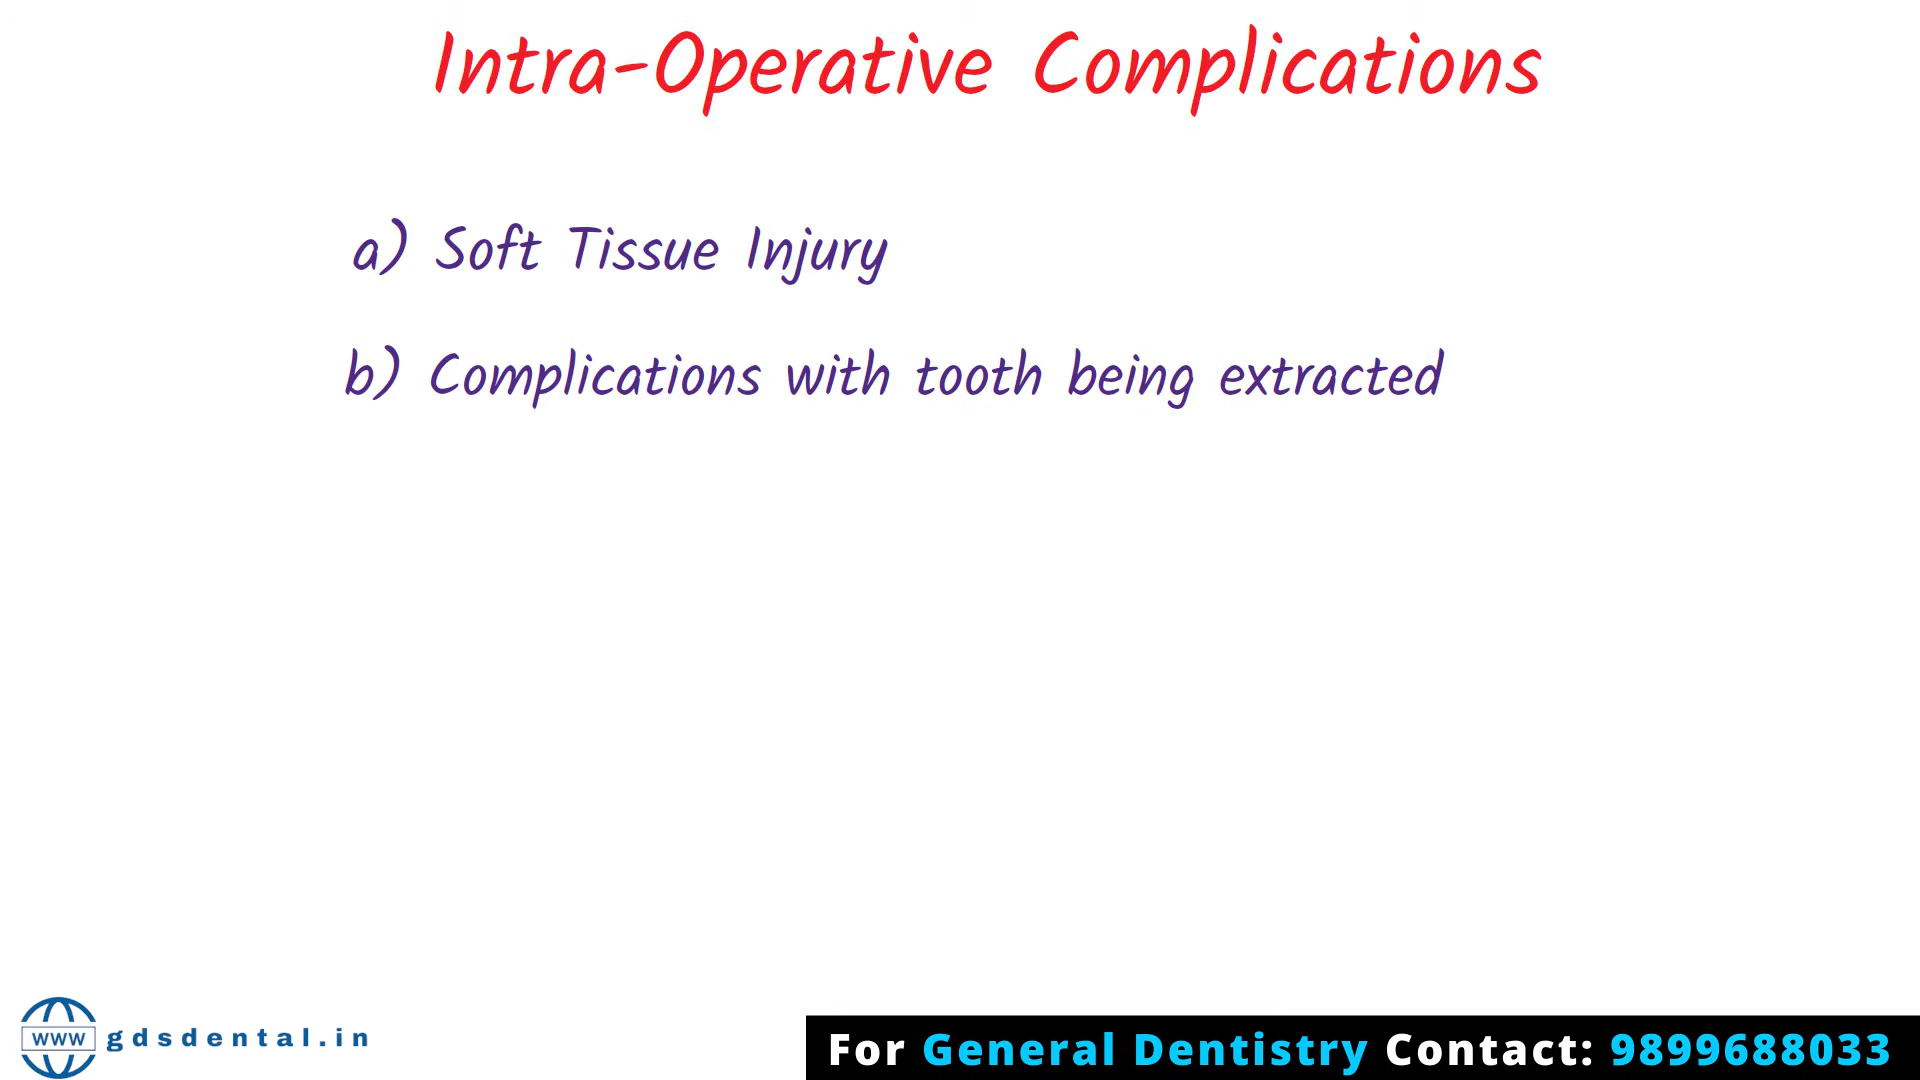 Intra-Operative Complications
a) Soft Tissue Injury
b) Complications with tooth being extracted
www gdsdental.in
For General Dentistry Contact: 9899688033